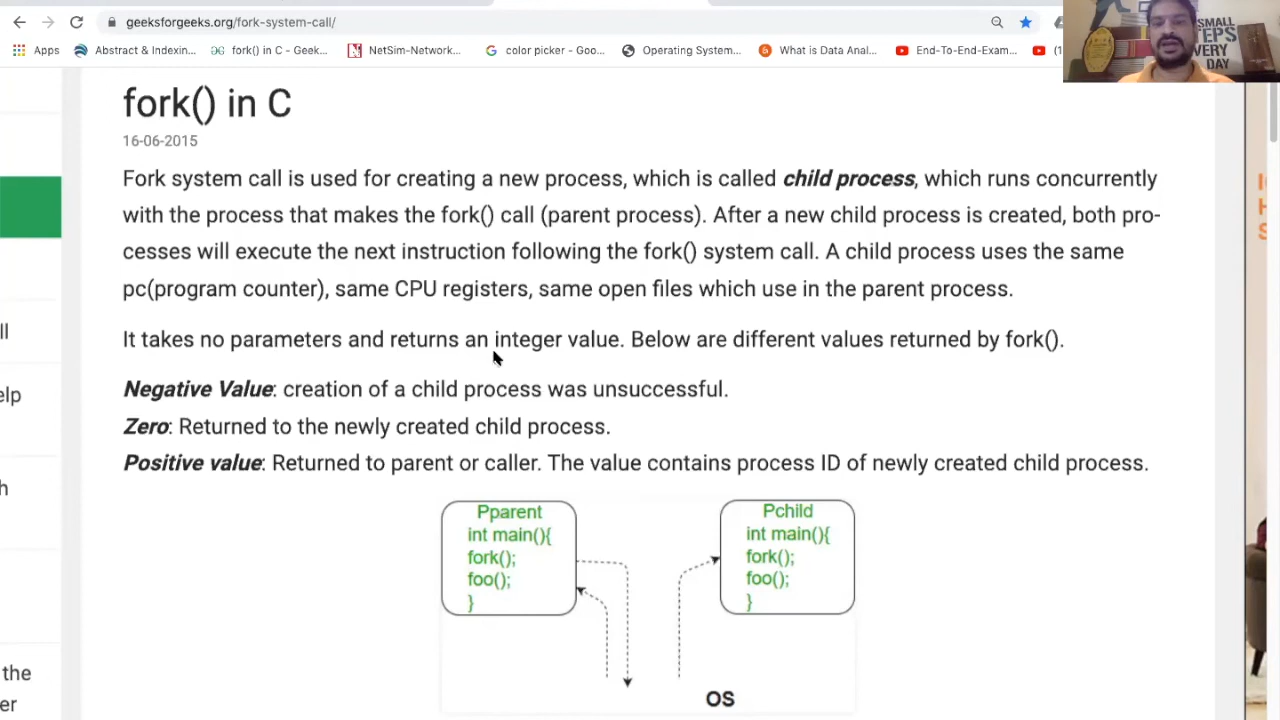 geeksforgeeks.org/fork-system-call/
Apps Abstract & Indexin... fork() in C - Geek... NetSim-Network... color picker - Goo... Operating System... What is Data Anal... End-To-End-Exam...
SMALL
STEPS
EVERY
DAY
fork() in C
16-06-2015
Fork system call is used for creating a new process, which is called child process, which runs concurrently
with the process that makes the fork() call (parent process). After a new child process is created, both pro-
cesses will execute the next instruction following the fork() system call. A child process uses the same
pc(program counter), same CPU registers, same open files which use in the parent process.
It takes no parameters and returns an integer value. Below are different values returned by fork().
Negative Value: creation of a child process was unsuccessful.
Zero: Returned to the newly created child process.
Positive value: Returned to parent or caller. The value contains process ID of newly created child process.
ll
elp
h
the
er
Pparent
int main(){
fork();
foo();
}
Pchild
int main(){
fork();
foo();
}
OS